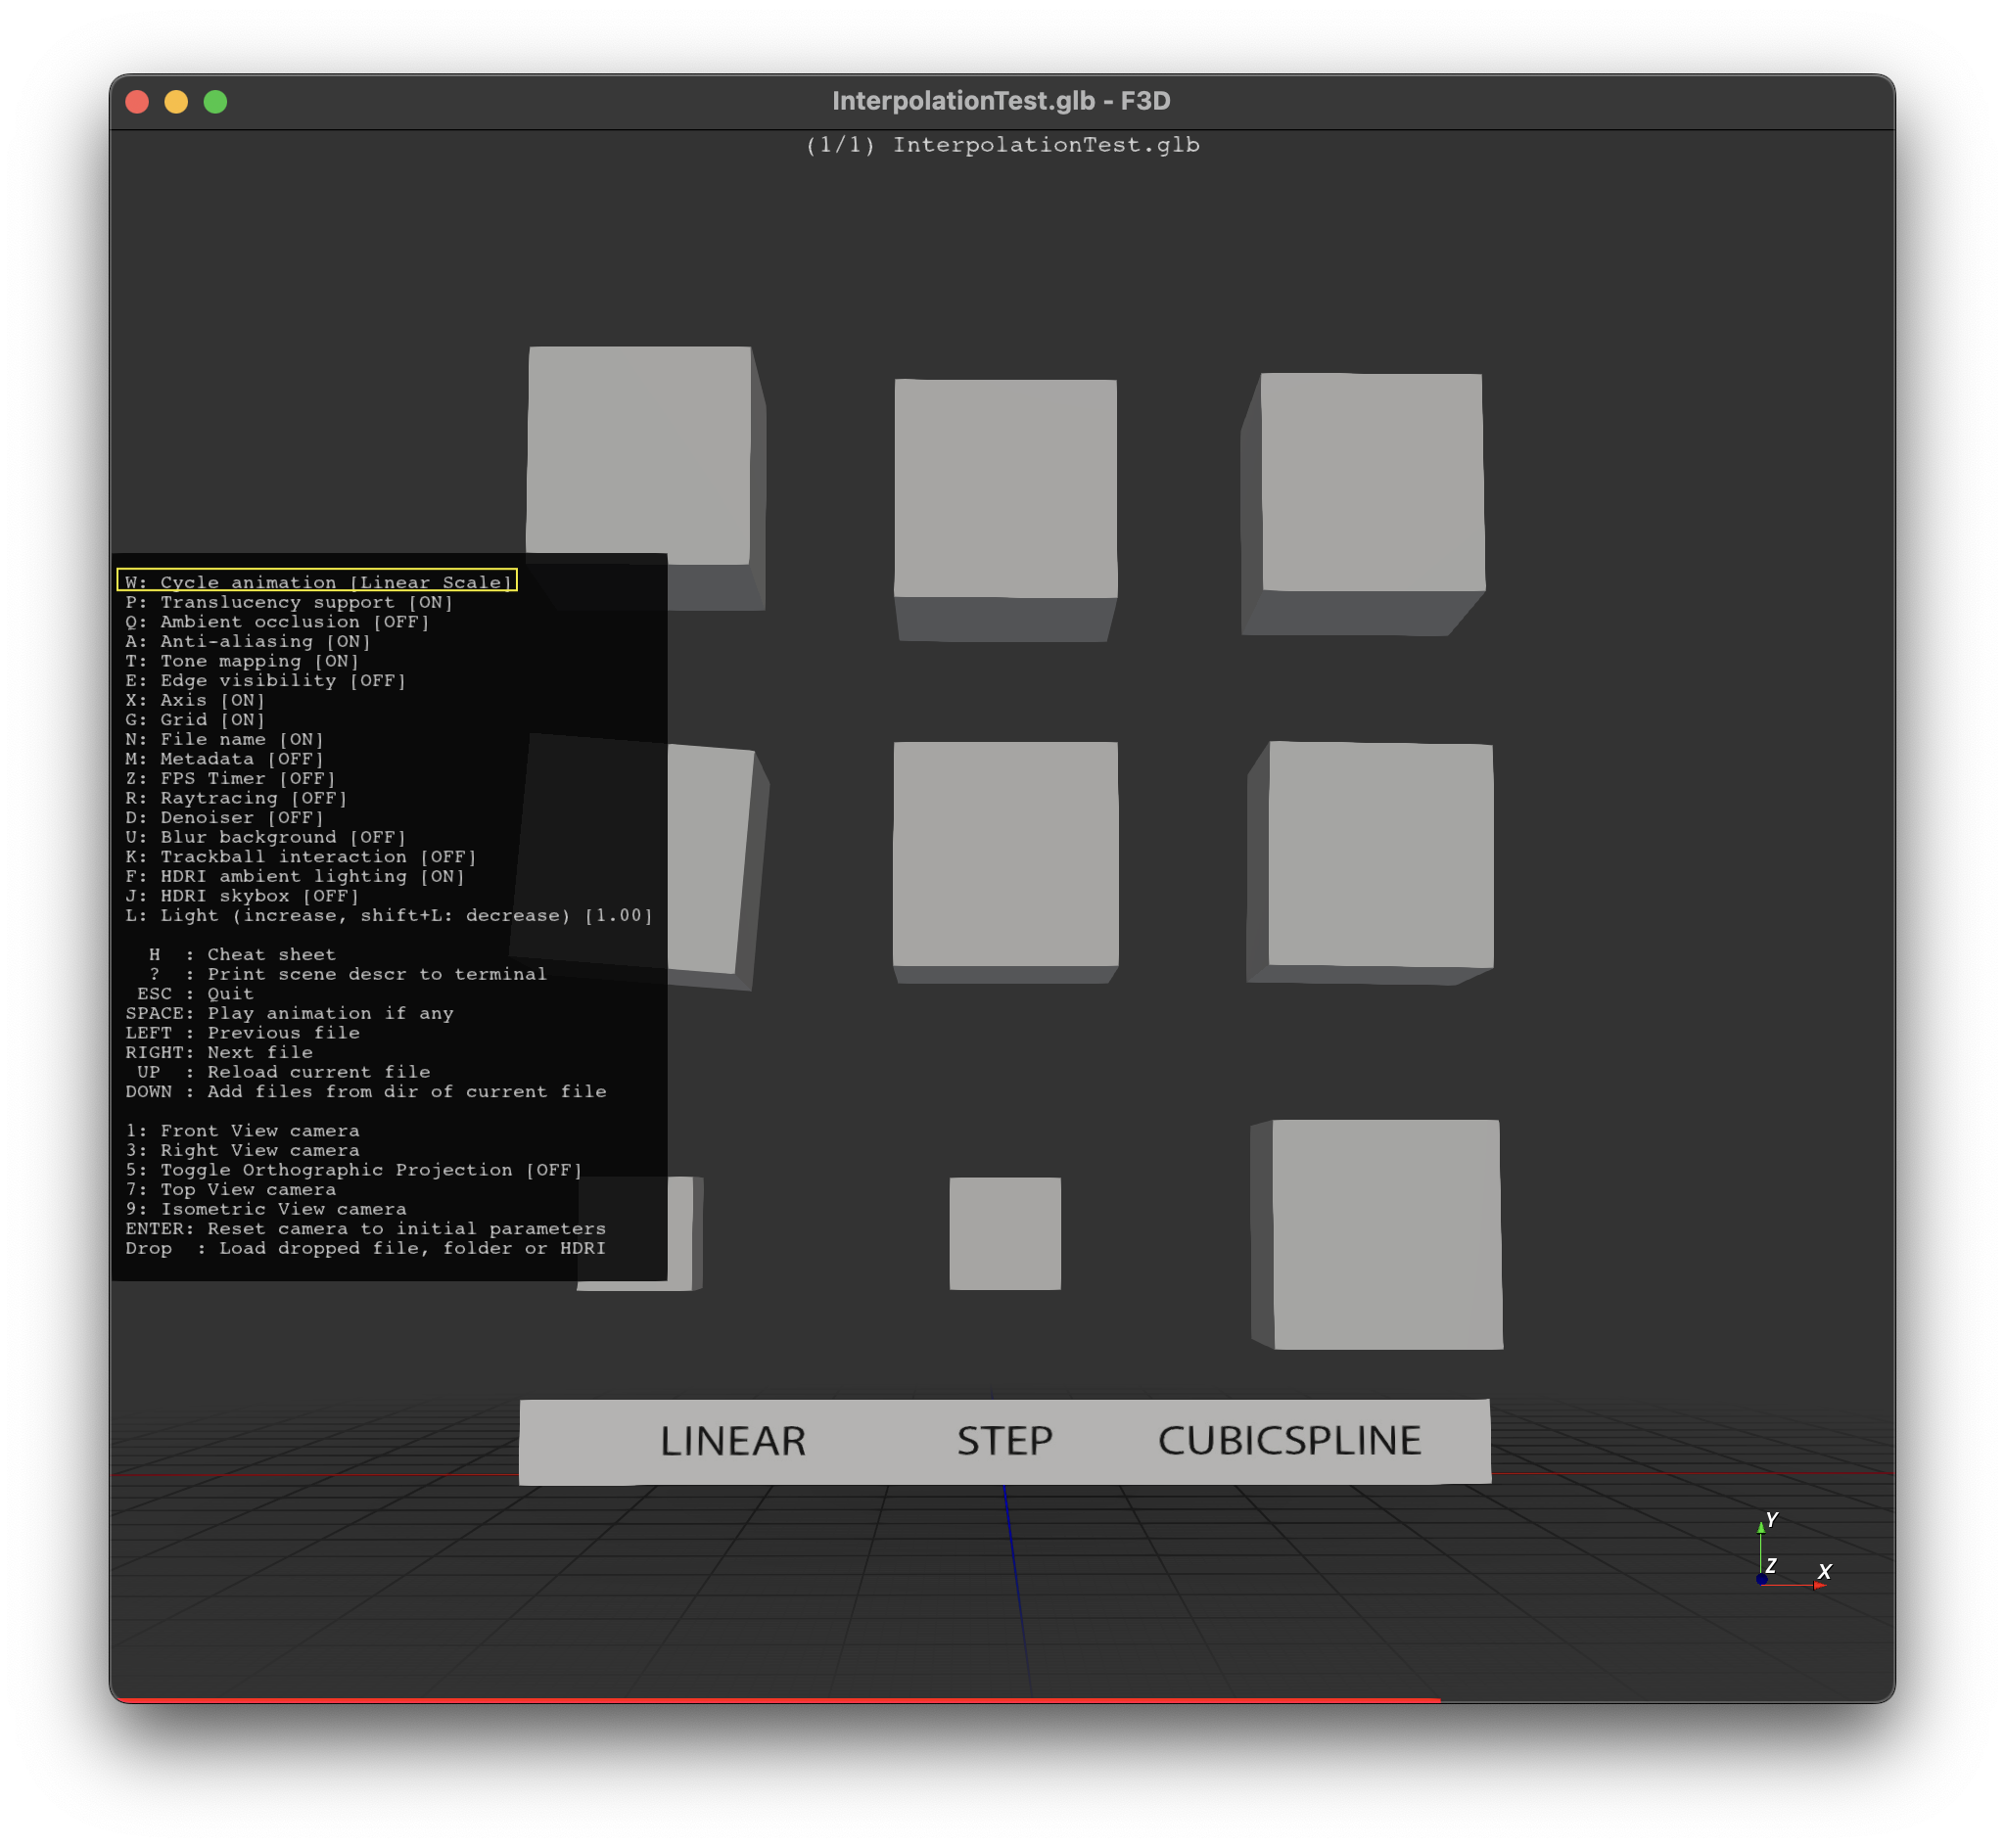 InterpolationTest.glb - F3D
(1/1) InterpolationTest.glb
W: Cycle animation [Linear Scale]
P: Translucency support [ON]
Q: Ambient occlusion [OFF]
A: Anti-aliasing [ON]
T: Tone mapping [ON]
E: Edge visibility [OFF]
X: Axis [ON]
G: Grid [ON]
N: File name [ON]
M: Metadata [OFF]
Z: FPS Timer [OFF]
R: Raytracing [OFF]
D: Denoiser [OFF]
U: Blur background [OFF]
K: Trackball interaction [OFF]
F: HDRI ambient lighting [ON]
J: HDRI skybox [OFF]
L: Light (increase, shift+L: decrease) [1.00]
H : Cheat sheet
? : Print scene descr to terminal
ESC : Quit
SPACE: Play animation if any
LEFT : Previous file
RIGHT: Next file
UP : Reload current file
DOWN : Add files from dir of current file
1: Front View camera
3: Right View camera
5: Toggle Orthographic Projection [OFF]
7: Top View camera
9: Isometric View camera
ENTER: Reset camera to initial parameters
Drop : Load dropped file, folder or HDRI
LINEAR STEP CUBICSPLINE
Y
Z X